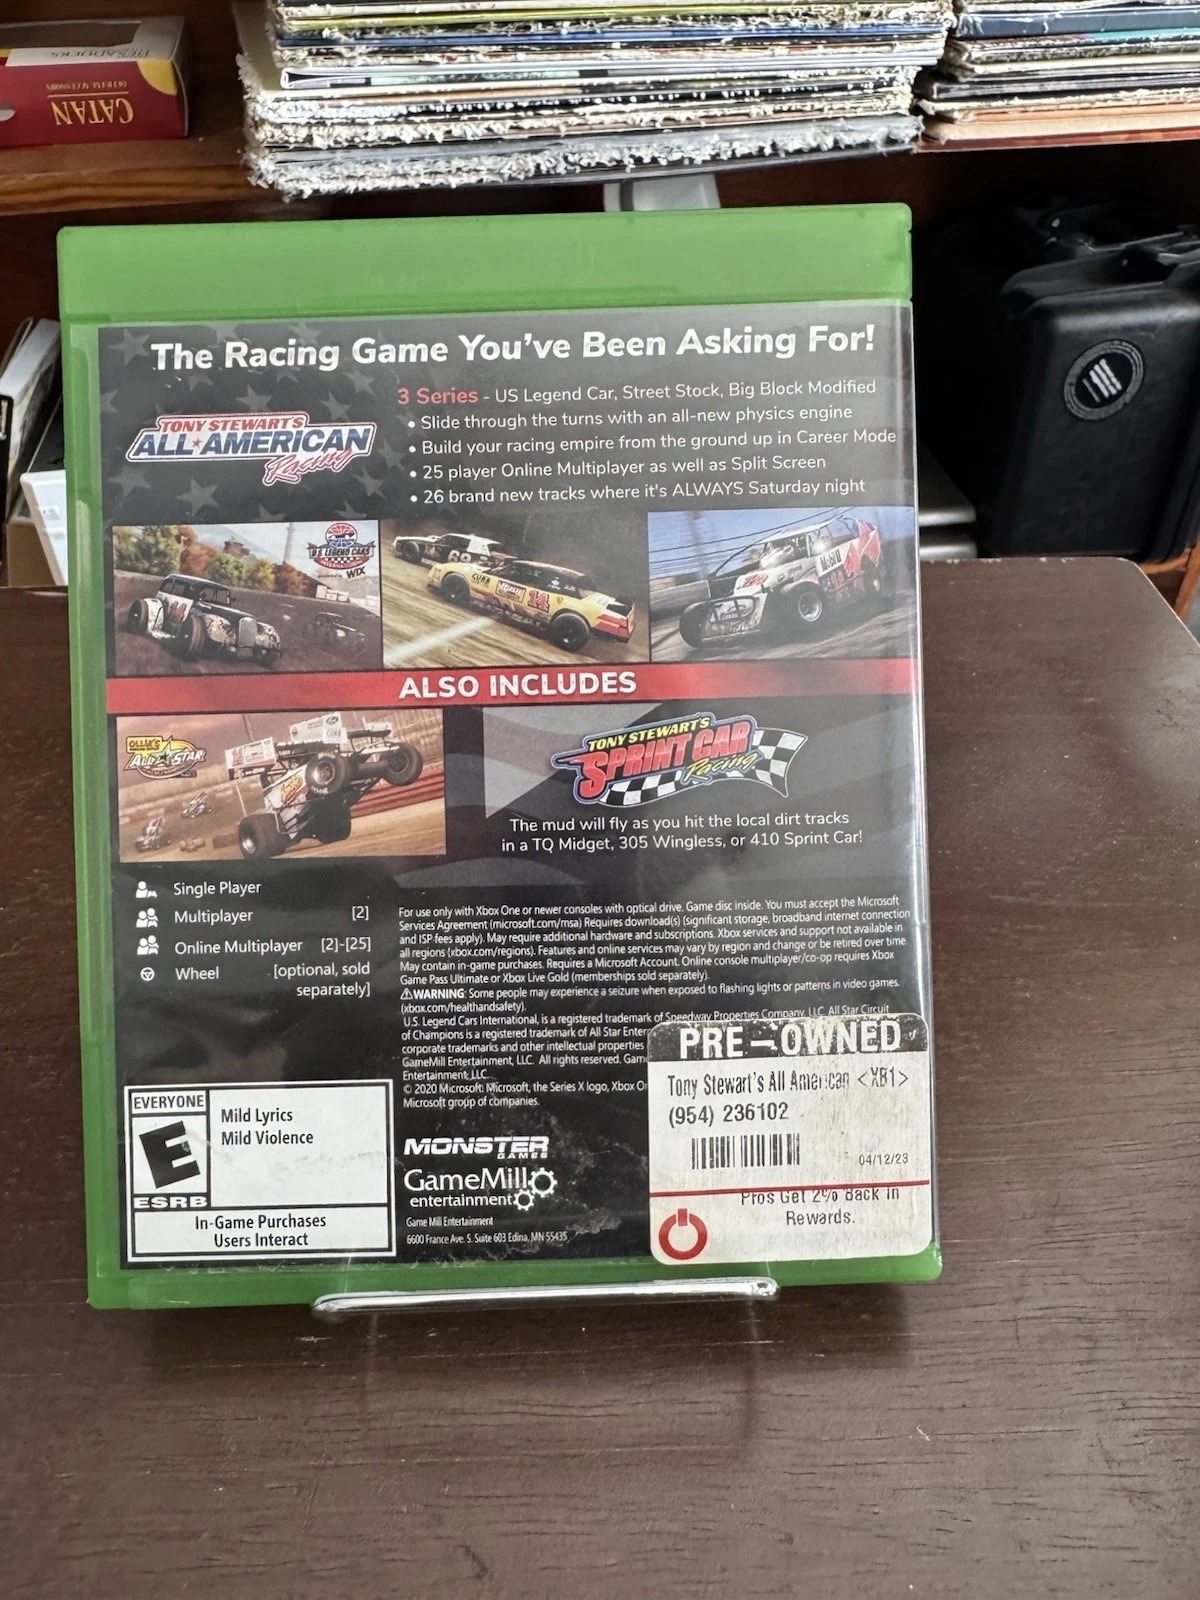 CATAN
The Racing Game You've Been Asking For!
TONY STEWART'S
ALL★AMERICAN
Racing
3 Series - US Legend Car, Street Stock, Big Block Modified
• Slide through the turns with an all-new physics engine
• Build your racing empire from the ground up in Career Mode
• 25 player Online Multiplayer as well as Split Screen
• 26 brand new tracks where it's ALWAYS Saturday night
U.S. LEGEND CARS
WIX
69
CURB
14
Mobil 1
ALSO INCLUDES
OLLIE'S
ALL★STAR
TONY STEWART'S
SPRINT CAR
Racing
The mud will fly as you hit the local dirt tracks
in a TQ Midget, 305 Wingless, or 410 Sprint Car!
Single Player
Multiplayer [2]
Online Multiplayer [2]-[25]
Wheel [optional, sold
separately]
For use only with Xbox One or newer consoles with optical drive. Game disc inside. You must accept the Microsoft
Services Agreement (microsoft.com/msa) Requires download(s) (significant storage, broadband internet connection
and ISP fees apply). May require additional hardware and subscriptions. Xbox services and support not available in
all regions (xbox.com/regions). Features and online services may vary by region and change or be retired over time.
May contain in-game purchases. Requires a Microsoft Account. Online console multiplayer/co-op requires Xbox
Game Pass Ultimate or Xbox Live Gold (memberships sold separately).
⚠WARNING: Some people may experience a seizure when exposed to flashing lights or patterns in video games.
(xbox.com/healthandsafety).
U.S. Legend Cars International, is a registered trademark of Speedway Properties Company, LLC. All Star Circuit
of Champions is a registered trademark of All Star Enter
corporate trademarks and other intellectual properties
GameMill Entertainment, LLC. All rights reserved. Gam
Entertainment, LLC.
© 2020 Microsoft. Microsoft, the Series X logo, Xbox O
Microsoft group of companies.
EVERYONE
E
ESRB
Mild Lyrics
Mild Violence
In-Game Purchases
Users Interact
MONSTER
GAMES
GameMill
entertainment
Game Mill Entertainment
6600 France Ave. S. Suite 603 Edina, MN 55435
PRE-OWNED
Tony Stewart's All American <XB1>
(954) 236102
04/12/23
Pros Get 2% Back in
Rewards.